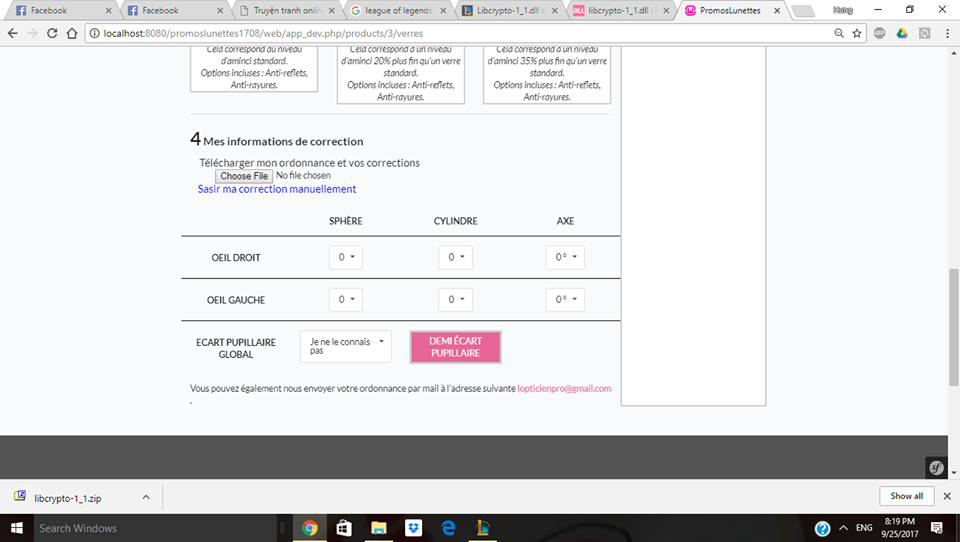 Facebook
Facebook
Truyện tranh onlin
league of legends
Libcrypto-1_1.dll
libcrypto-1_1.dll
PromosLunettes
Hưng
localhost:8080/promoslunettes1708/web/app_dev.php/products/3/verres
Cela correspond au niveau
d'aminci standard.
Options incluses : Anti-reflets,
Anti-rayures.
Cela correspond à un niveau
d'aminci 20% plus fin qu'un verre
standard.
Options incluses : Anti-reflets,
Anti-rayures.
Cela correspond à un niveau
d'aminci 35% plus fin qu'un verre
standard.
Options incluses : Anti-reflets,
Anti-rayures.
4 Mes informations de correction
Télécharger mon ordonnance et vos corrections
Choose File No file chosen
Sasir ma correction manuellement
SPHÈRE CYLINDRE AXE
OEIL DROIT 0 0 0 º
OEIL GAUCHE 0 0 0 º
ECART PUPILLAIRE
GLOBAL
Je ne le connais
pas
DEMI ÉCART
PUPILLAIRE
Vous pouvez également nous envoyer votre ordonnance par mail à l'adresse suivante lopticienpro@gmail.com
.
sf
libcrypto-1_1.zip
Show all
Search Windows
ENG
8:19 PM
9/25/2017